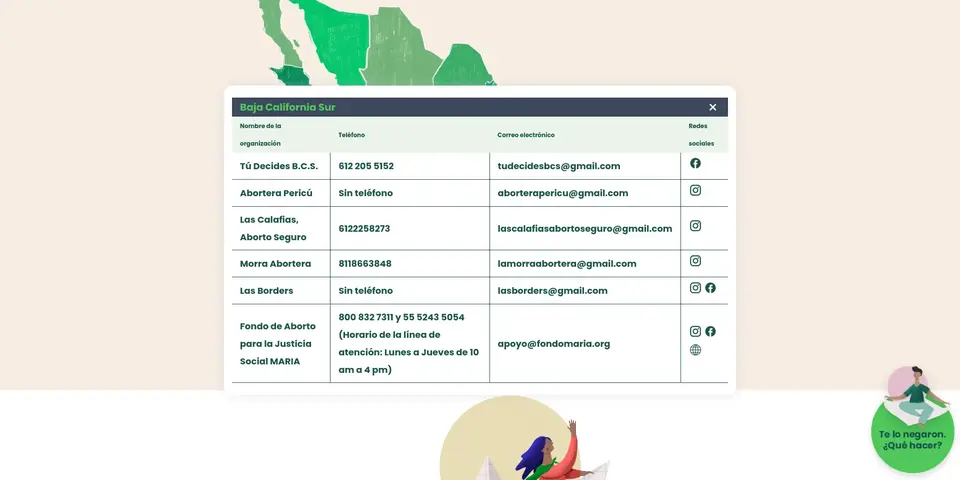 Baja California Sur
Nombre de la
organización
Teléfono
Correo electrónico
Redes
sociales
Tú Decides B.C.S.
612 205 5152
tudecidesbcs@gmail.com
Abortera Pericú
Sin teléfono
aborterapericu@gmail.com
Las Calafias,
Aborto Seguro
6122258273
lascalafiasabortoseguro@gmail.com
Morra Abortera
8118663848
lamorraabortera@gmail.com
Las Borders
Sin teléfono
lasborders@gmail.com
Fondo de Aborto
para la Justicia
Social MARIA
800 832 7311 y 55 5243 5054
(Horario de la línea de
atención: Lunes a Jueves de 10
am a 4 pm)
apoyo@fondomaria.org
Te lo negaron.
¿Qué hacer?